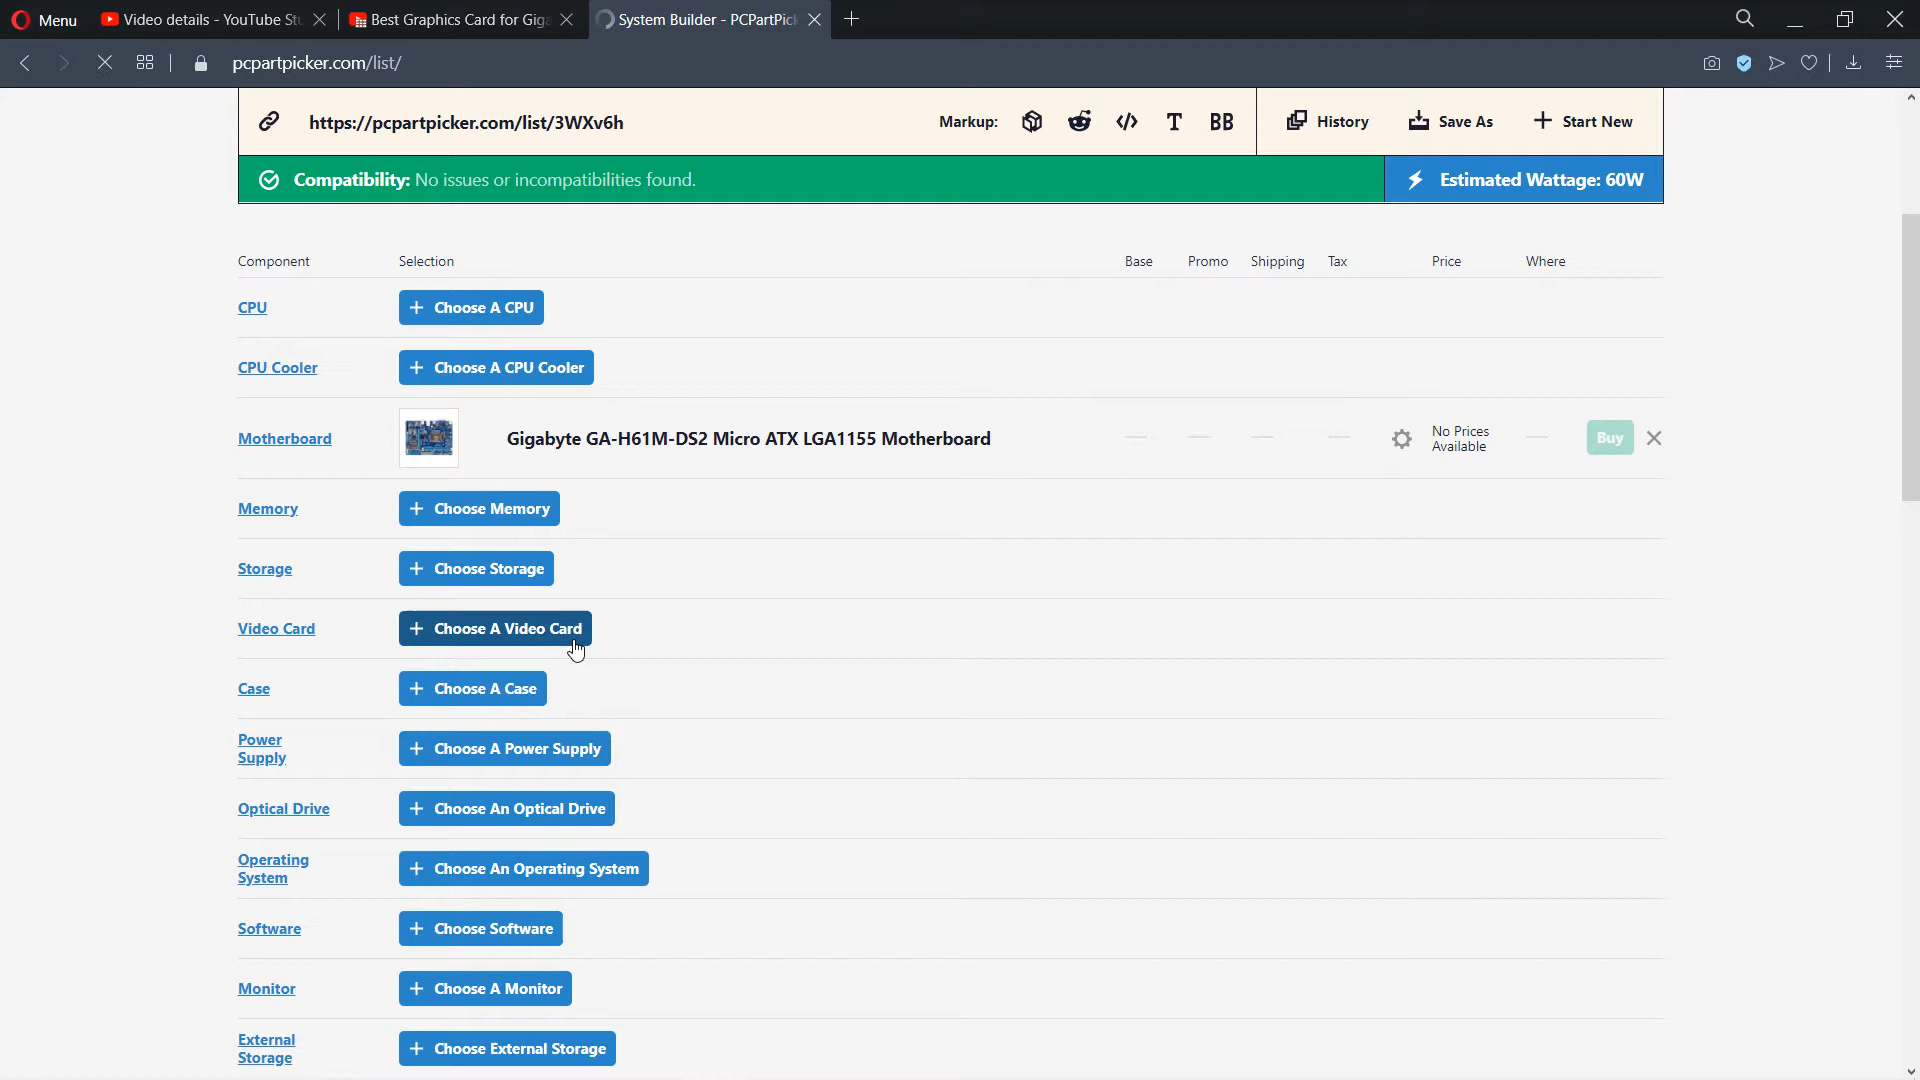 Menu
Video details - YouTube Stu
Best Graphics Card for Giga
System Builder - PCPartPick
pcpartpicker.com/list/
https://pcpartpicker.com/list/3WXv6h
Markup:
T
BB
History
Save As
Start New
Compatibility: No issues or incompatibilities found.
Estimated Wattage: 60W
Component
Selection
Base
Promo
Shipping
Tax
Price
Where
CPU
Choose A CPU
CPU Cooler
Choose A CPU Cooler
Motherboard
Gigabyte GA-H61M-DS2 Micro ATX LGA1155 Motherboard
No Prices
Available
Buy
Memory
Choose Memory
Storage
Choose Storage
Video Card
Choose A Video Card
Case
Choose A Case
Power
Supply
Choose A Power Supply
Optical Drive
Choose An Optical Drive
Operating
System
Choose An Operating System
Software
Choose Software
Monitor
Choose A Monitor
External
Storage
Choose External Storage